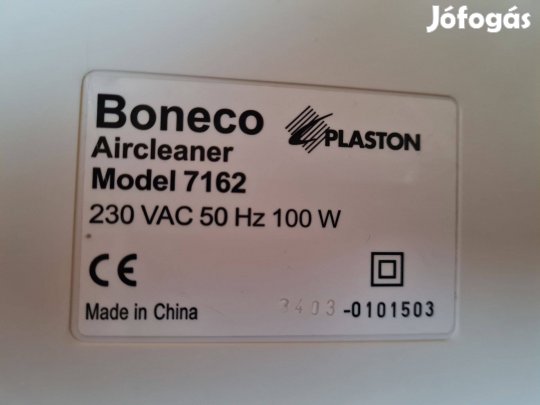 Jófogás
Boneco PLASTON
Aircleaner
Model 7162
230 VAC 50 Hz 100 W
CE
Made in China 3403-0101503